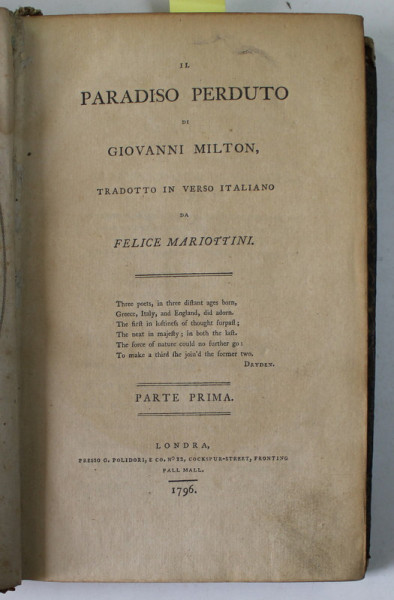 IL
PARADISO PERDUTO
DI
GIOVANNI MILTON,
TRADOTTO IN VERSO ITALIANO
DA
FELICE MARIOTTINI.
Three poets, in three diſtant ages born,
Greece, Italy, and England, did adorn.
The firſt in loftineſs of thought ſurpaſt;
The next in majeſty; in both the laſt.
The force of nature could no further go:
To make a third ſhe join'd the former two.
DRYDEN.
PARTE PRIMA.
LONDRA,
PRESSO G. POLIDORI, E CO. No 22, COCKSPUR-STREET, FRONTING
PALL MALL.
1796.